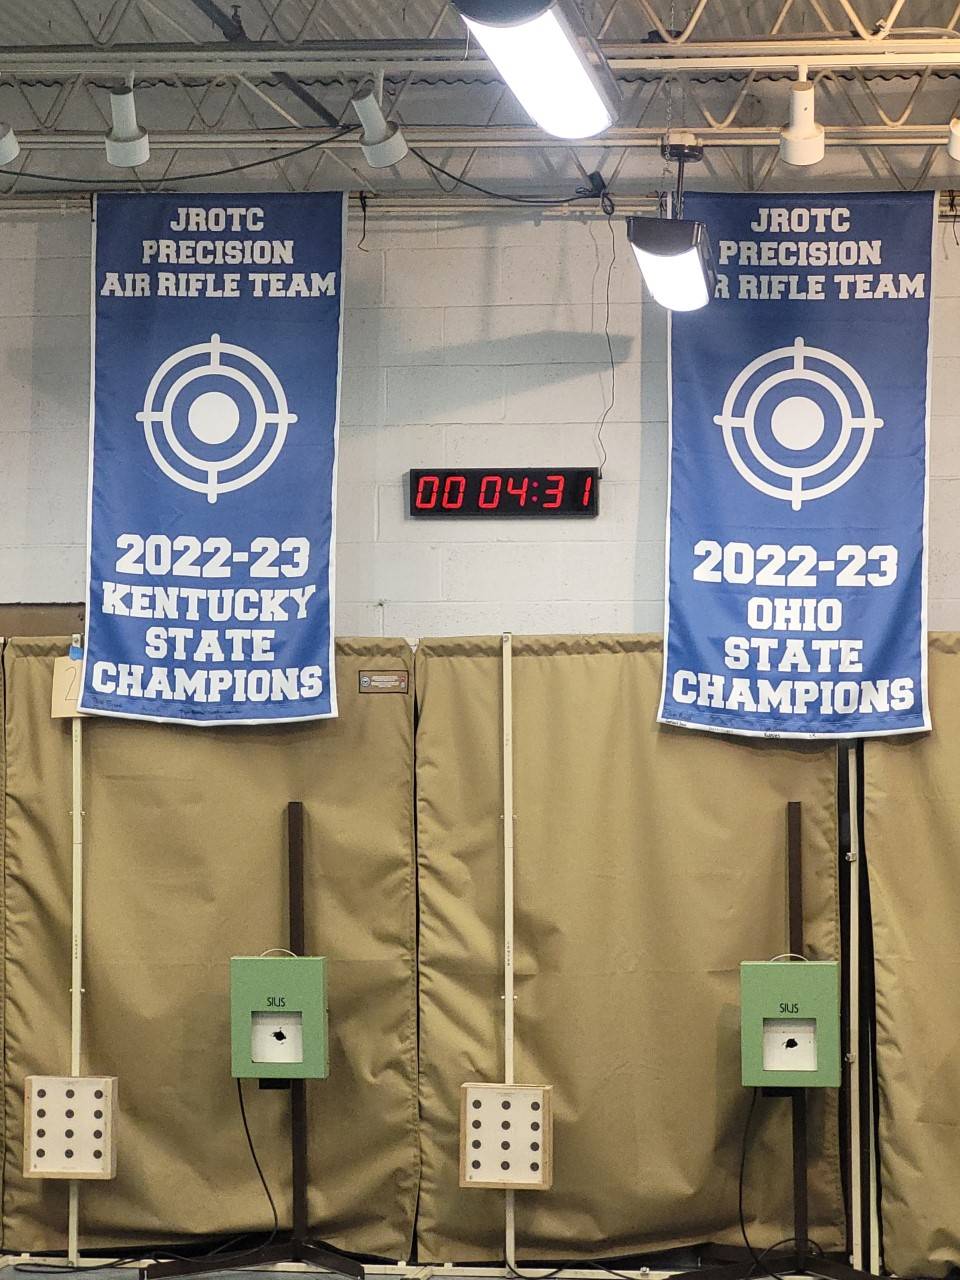 JROTC
PRECISION
AIR RIFLE TEAM
2022-23
KENTUCKY
STATE
CHAMPIONS
00 04:31
JROTC
PRECISION
R RIFLE TEAM
2022-23
OHIO
STATE
CHAMPIONS
2
SIUS
SIUS